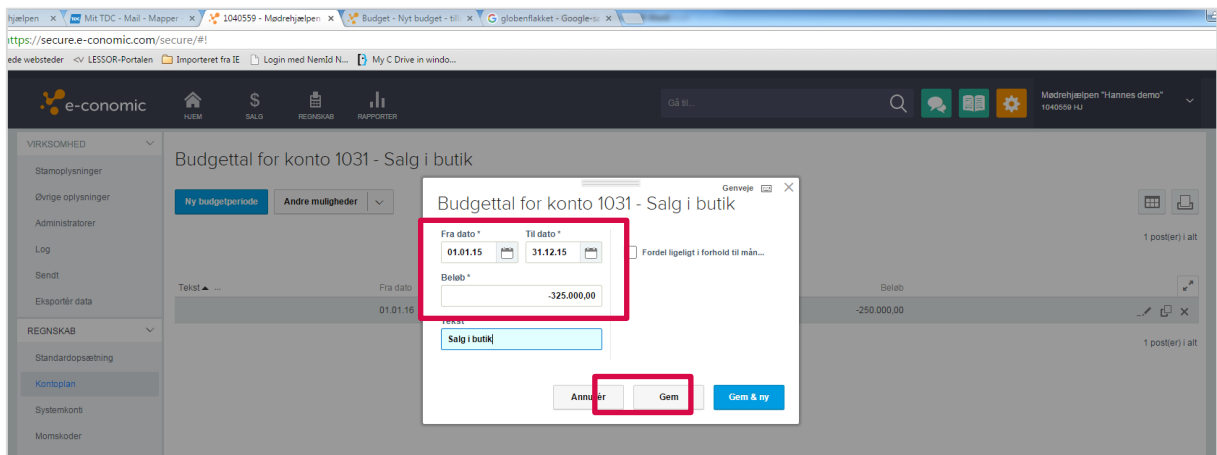 hjælpen
Mit TDC - Mail - Mapper
1040559 - Mødrehjælpen
Budget - Nyt budget - till
globenflakket - Google-sø
https://secure.e-conomic.com/secure/#!
ede websteder
LESSOR-Portalen
Importeret fra IE
Login med NemId N...
My C Drive in windo...
e-conomic
HJEM
SALG
REGNSKAB
RAPPORTER
Gå til...
Mødrehjælpen "Hannes demo"
1040559 HJ
VIRKSOMHED
Stamoplysninger
Øvrige oplysninger
Administratorer
Log
Sendt
Eksportér data
REGNSKAB
Standardopsætning
Kontoplan
Systemkonti
Momskoder
Budgettal for konto 1031 - Salg i butik
Ny budgetperiode
Andre muligheder
1 post(er) i alt
Tekst
Fra dato
Beløb
01.01.16
-250.000,00
1 post(er) i alt
Genveje
Budgettal for konto 1031 - Salg i butik
Fra dato *
Til dato *
01.01.15
31.12.15
Fordel ligeligt i forhold til mån...
Beløb *
-325.000,00
Tekst
Salg i butik
Annullér
Gem
Gem & ny